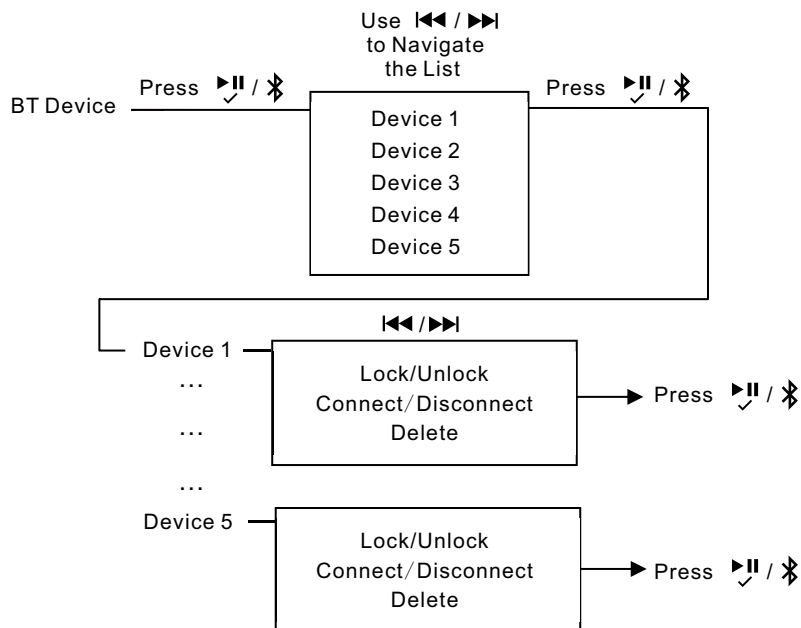 Use ⏮ / ⏭
to Navigate
the List
BT Device
Press ⏯ /
Device 1
Device 2
Device 3
Device 4
Device 5
Press ⏯ /
⏮ / ⏭
Device 1
...
...
...
Lock/Unlock
Connect/Disconnect
Delete
Press ⏯ /
Device 5
Lock/Unlock
Connect/Disconnect
Delete
Press ⏯ /